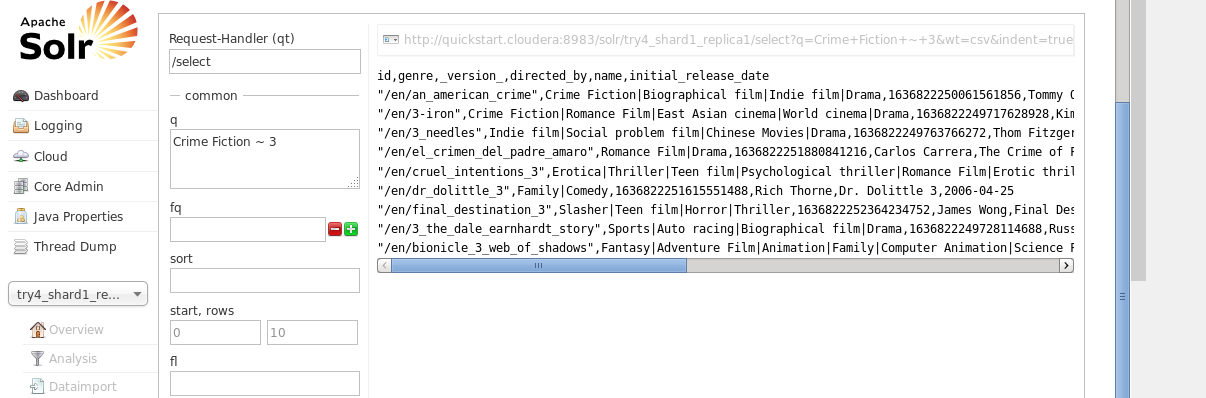 Apache
Solr
Dashboard
Logging
Cloud
Core Admin
Java Properties
Thread Dump
try4_shard1_re...
Overview
Analysis
Dataimport
Request-Handler (qt)
/select
common
q
Crime Fiction ~ 3
fq
sort
start, rows
0 10
fl
http://quickstart.cloudera:8983/solr/try4_shard1_replica1/select?q=Crime+Fiction+~+3&wt=csv&indent=true
id,genre,_version_,directed_by,name,initial_release_date
"/en/an_american_crime",Crime Fiction|Biographical film|Indie film|Drama,1636822250061561856,Tommy O
"/en/3-iron",Crime Fiction|Romance Film|East Asian cinema|World cinema|Drama,1636822249717628928,Kim
"/en/3_needles",Indie film|Social problem film|Chinese Movies|Drama,1636822249763766272,Thom Fitzger
"/en/el_crimen_del_padre_amaro",Romance Film|Drama,1636822251880841216,Carlos Carrera,The Crime of F
"/en/cruel_intentions_3",Erotica|Thriller|Teen film|Psychological thriller|Romance Film|Erotic thril
"/en/dr_dolittle_3",Family|Comedy,1636822251615551488,Rich Thorne,Dr. Dolittle 3,2006-04-25
"/en/final_destination_3",Slasher|Teen film|Horror|Thriller,1636822252364234752,James Wong,Final Des
"/en/3_the_dale_earnhardt_story",Sports|Auto racing|Biographical film|Drama,1636822249728114688,Russ
"/en/bionicle_3_web_of_shadows",Fantasy|Adventure Film|Animation|Family|Computer Animation|Science F